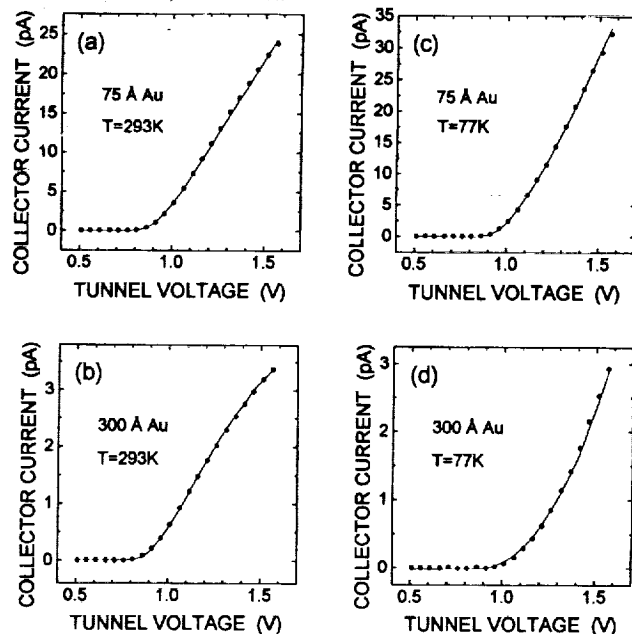 (a)
75 Å Au
T=293K
COLLECTOR CURRENT (pA)
25
20
15
10
5
0
0.5 1.0 1.5
TUNNEL VOLTAGE (V)
(c)
75 Å Au
T=77K
COLLECTOR CURRENT (pA)
35
30
25
20
15
10
5
0
0.5 1.0 1.5
TUNNEL VOLTAGE (V)
(b)
300 Å Au
T=293K
COLLECTOR CURRENT (pA)
3
2
1
0
0.5 1.0 1.5
TUNNEL VOLTAGE (V)
(d)
300 Å Au
T=77K
COLLECTOR CURRENT (pA)
3
2
1
0
0.5 1.0 1.5
TUNNEL VOLTAGE (V)